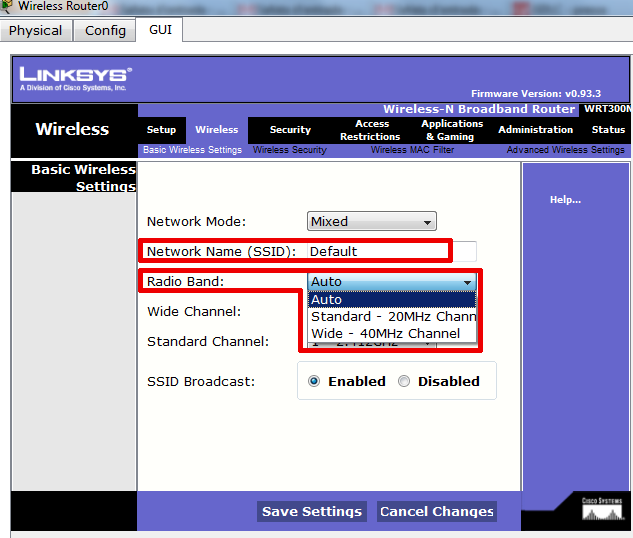 Wireless Router0
Physical Config GUI
LINKSYS®
A Division of Cisco Systems, Inc.
Firmware Version: v0.93.3
Wireless-N Broadband Router WRT300N
Wireless
Setup Wireless Security Access Restrictions Applications & Gaming Administration Status
Basic Wireless Settings Wireless Security Wireless MAC Filter Advanced Wireless Settings
Basic Wireless
Settings
Help...
Network Mode: Mixed
Network Name (SSID): Default
Radio Band: Auto
Auto
Wide Channel:
Standard - 20MHz Chann
Wide - 40MHz Channel
Standard Channel: 1 - 2.412GHz
SSID Broadcast: Enabled Disabled
Save Settings Cancel Changes
CISCO SYSTEMS